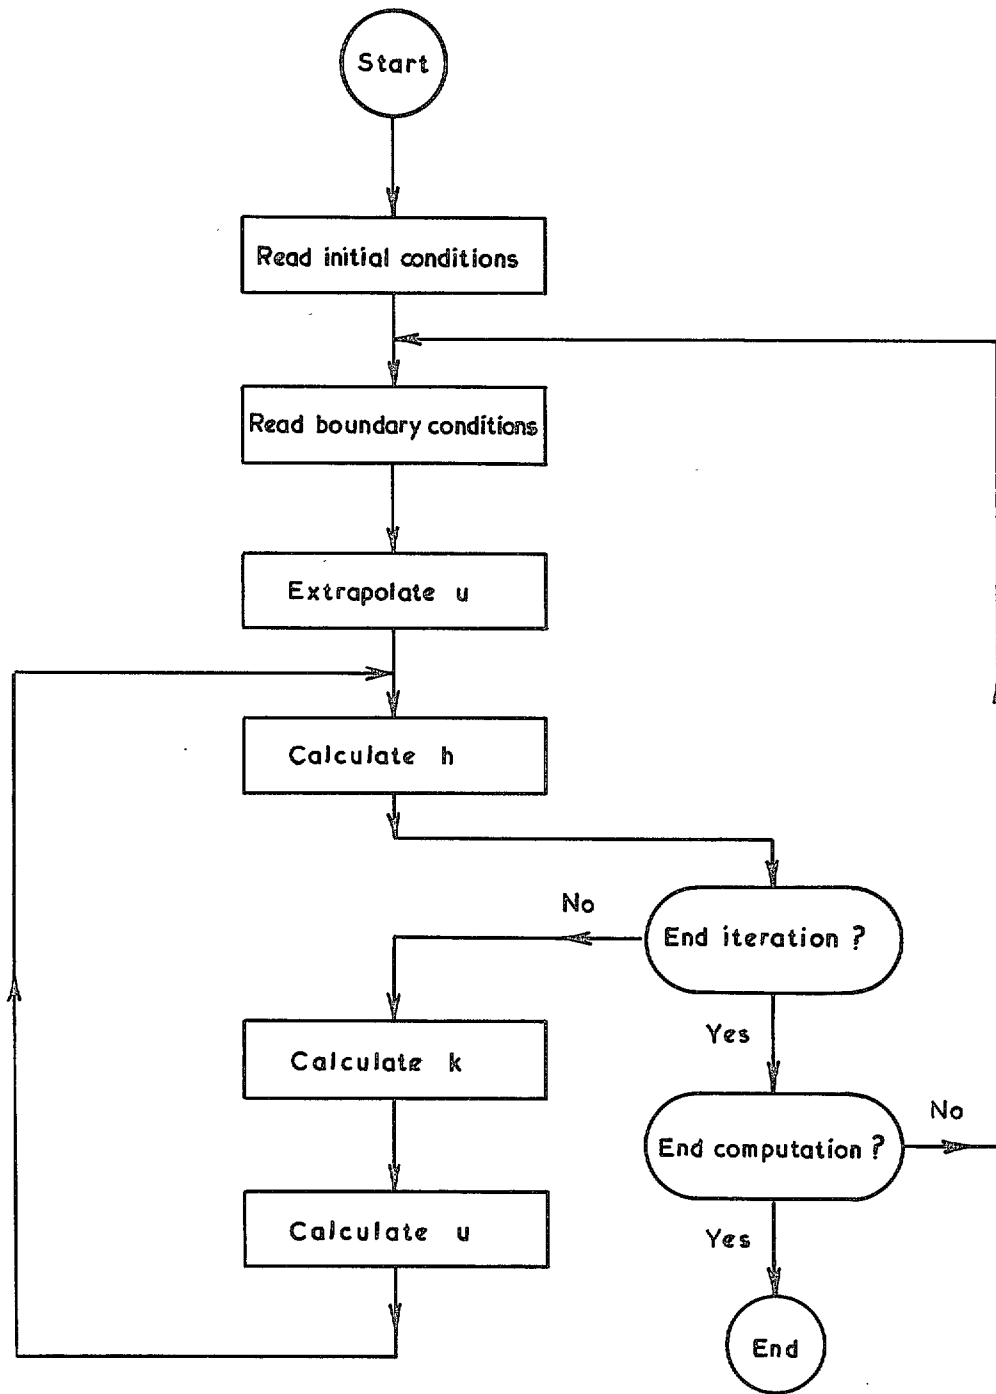 Start
Read initial conditions
Read boundary conditions
Extrapolate u
Calculate h
No
End iteration ?
Yes
Calculate k
No
End computation ?
Calculate u
Yes
End